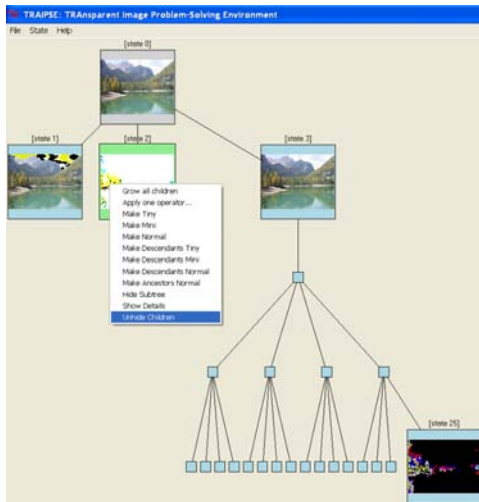 TRAIPSE: TRAnsparent Image Problem-Solving Environment
File State Help
[state 0]
[state 1] [state 2] [state 3]
Grow all children
Apply one operator...
Make Tiny
Make Mini
Make Normal
Make Descendants Tiny
Make Descendants Mini
Make Descendants Normal
Make Ancestors Normal
Hide Subtree
Show Details
Unhide Children
[state 25]